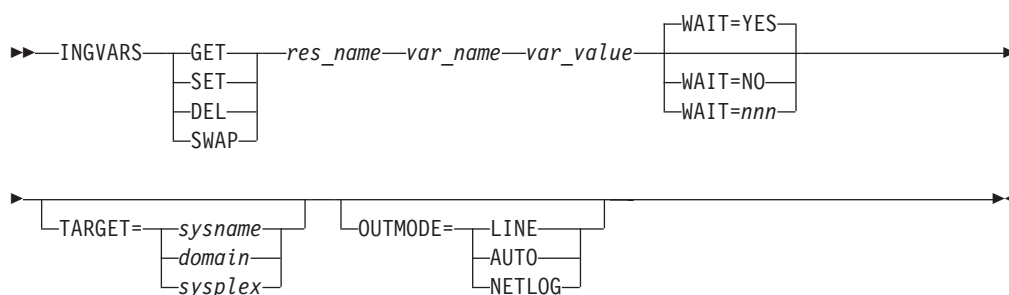 WAIT=YES
INGVARS GET res_name var_name var_value
SET WAIT=NO
DEL WAIT=nnn
SWAP
TARGET= sysname OUTMODE= LINE
domain AUTO
sysplex NETLOG